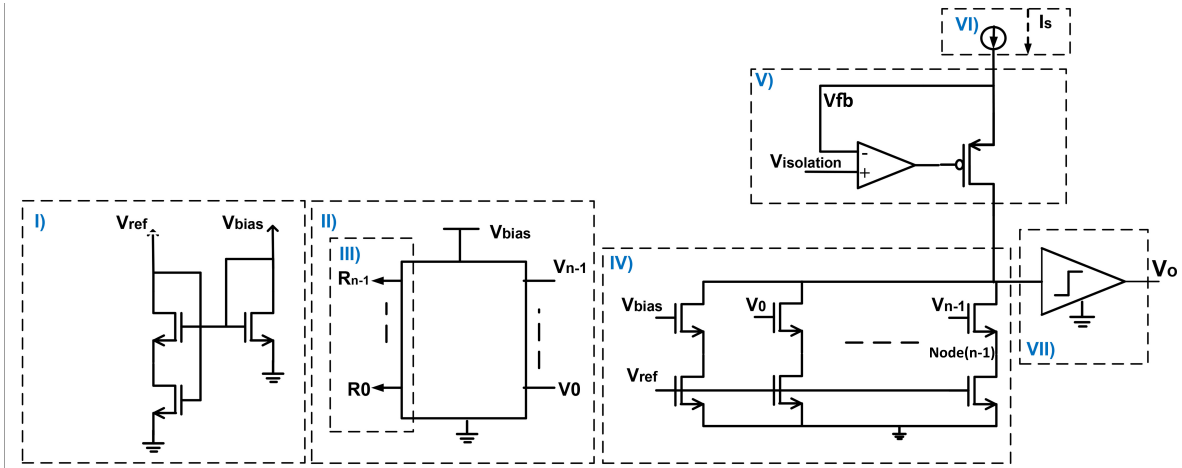 VI)
Is
V)
Vfb
-
+
Visolation
I)
Vref
Vbias
II)
Vbias
III)
Rn-1
R0
Vn-1
V0
IV)
Vbias
V0
Vn-1
Node(n-1)
Vref
Vo
VII)